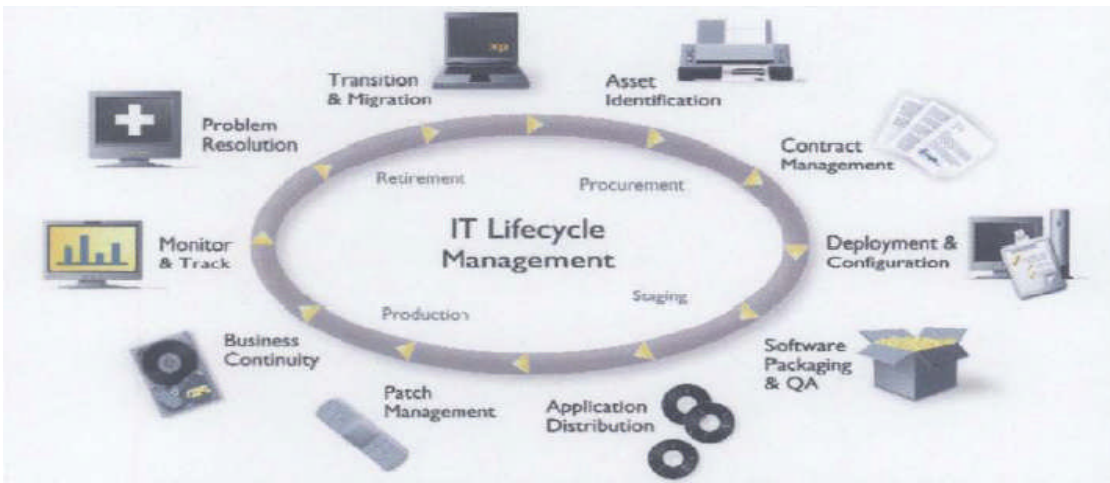 Transition
& Migration
xp
Asset
Identification
Problem
Resolution
Contract
Management
Retirement
Procurement
IT Lifecycle
Management
Monitor
& Track
Deployment &
Configuration
Staging
Production
Business
Continuity
Software
Packaging
& QA
Patch
Management
Application
Distribution